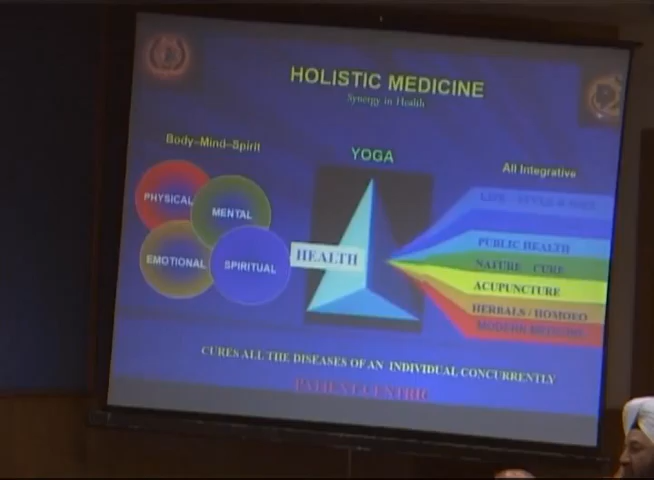 HOLISTIC MEDICINE
Synergy in Health
Body–Mind–Spirit
YOGA
All Integrative
PHYSICAL
MENTAL
EMOTIONAL
SPIRITUAL
HEALTH
PUBLIC HEALTH
NATURE CURE
ACUPUNCTURE
HERBALS / HOMOEO
MODERN MEDICINE
CURES ALL THE DISEASES OF AN INDIVIDUAL CONCURRENTLY
PATIENT CENTRIC